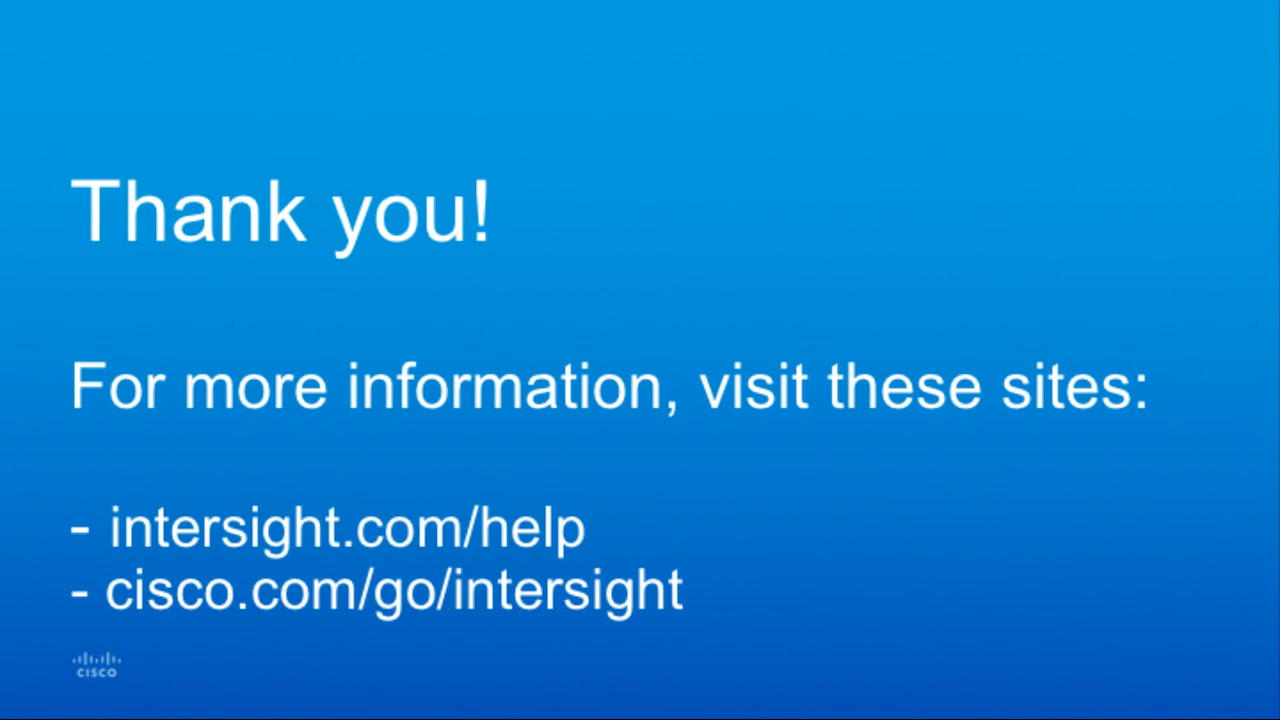 Thank you!
For more information, visit these sites:
- intersight.com/help
- cisco.com/go/intersight
CISCO